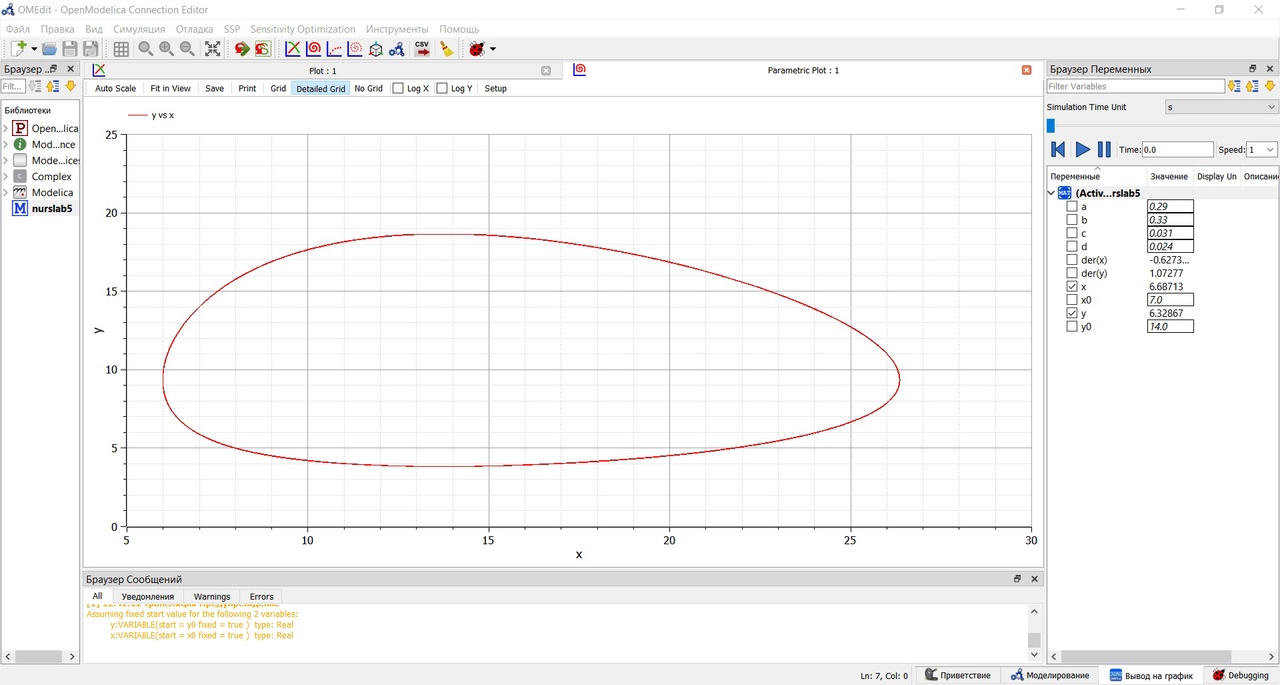 OMEdit - OpenModelica Connection Editor
Файл Правка Вид Симуляция Отладка SSP Sensitivity Optimization Инструменты Помощь
CSV
Браузер ..
Filt...
Библиотеки
P Open...lica
i Mod...nce
Mode...ices
C Complex
Modelica
M nurslab5
Plot : 1
Parametric Plot : 1
Auto Scale Fit in View Save Print Grid Detailed Grid No Grid Log X Log Y Setup
y vs x
25
20
15
10
5
0
y
5 10 15 20 25 30
x
Браузер Сообщений
All Уведомления Warnings Errors
Assuming fixed start value for the following 2 variables:
y:VARIABLE(start = y0 fixed = true ) type: Real
x:VARIABLE(start = x0 fixed = true ) type: Real
Браузер Переменных
Filter Variables
Simulation Time Unit s
Time: 0.0 Speed: 1
Переменные Значение Display Un Описание
(Activ...rslab5
a 0.29
b 0.33
c 0.031
d 0.024
der(x) -0.6273...
der(y) 1.07277
x 6.68713
x0 7.0
y 6.32867
y0 14.0
Ln: 7, Col: 0 Приветствие Моделирование Вывод на график Debugging